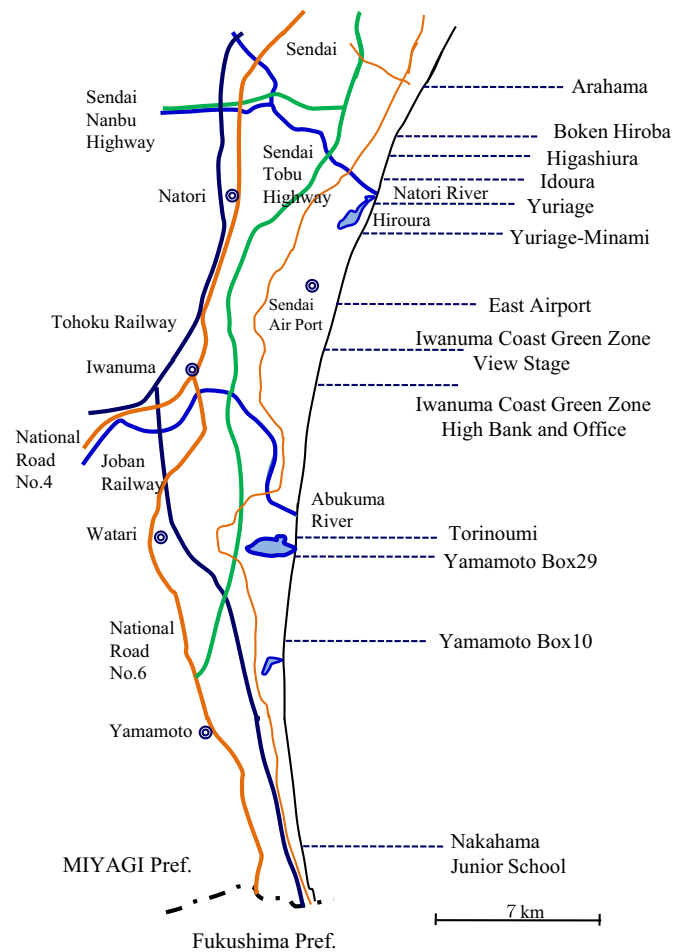 Sendai
Arahama
Sendai
Nanbu
Highway
Boken Hiroba
Sendai
Tobu
Highway
Higashiura
Idoura
Natori
Natori River
Yuriage
Hiroura
Yuriage-Minami
Sendai
Air Port
East Airport
Tohoku Railway
Iwanuma Coast Green Zone
View Stage
Iwanuma
Iwanuma Coast Green Zone
High Bank and Office
National
Road
No.4
Joban
Railway
Abukuma
River
Watari
Torinoumi
Yamamoto Box29
National
Road
No.6
Yamamoto Box10
Yamamoto
Nakahama
Junior School
MIYAGI Pref.
7 km
Fukushima Pref.